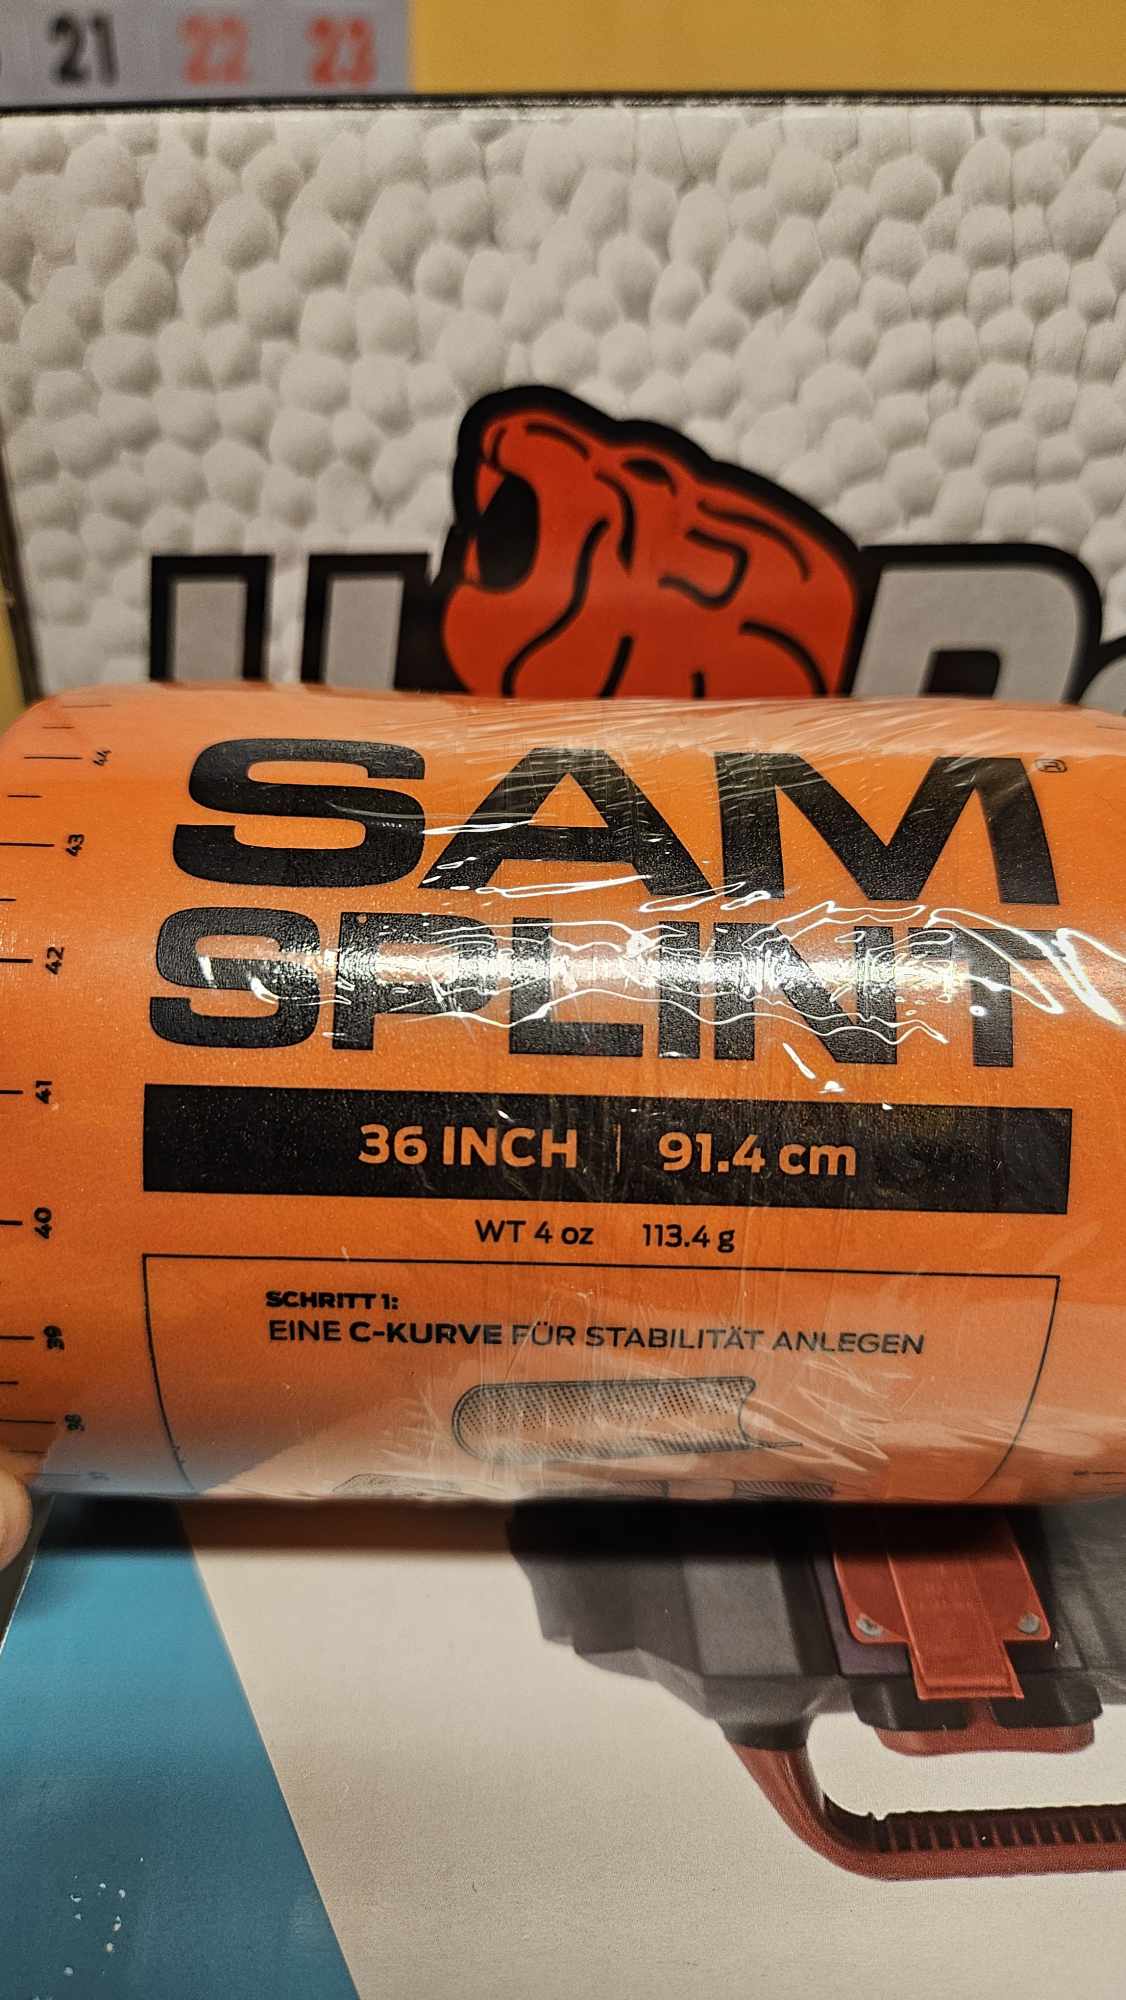 21 22 23
SAM®
SPLINT
36 INCH | 91.4 cm
WT 4 oz 113.4 g
SCHRITT 1:
EINE C-KURVE FÜR STABILITÄT ANLEGEN
44
43
42
41
40
39
38